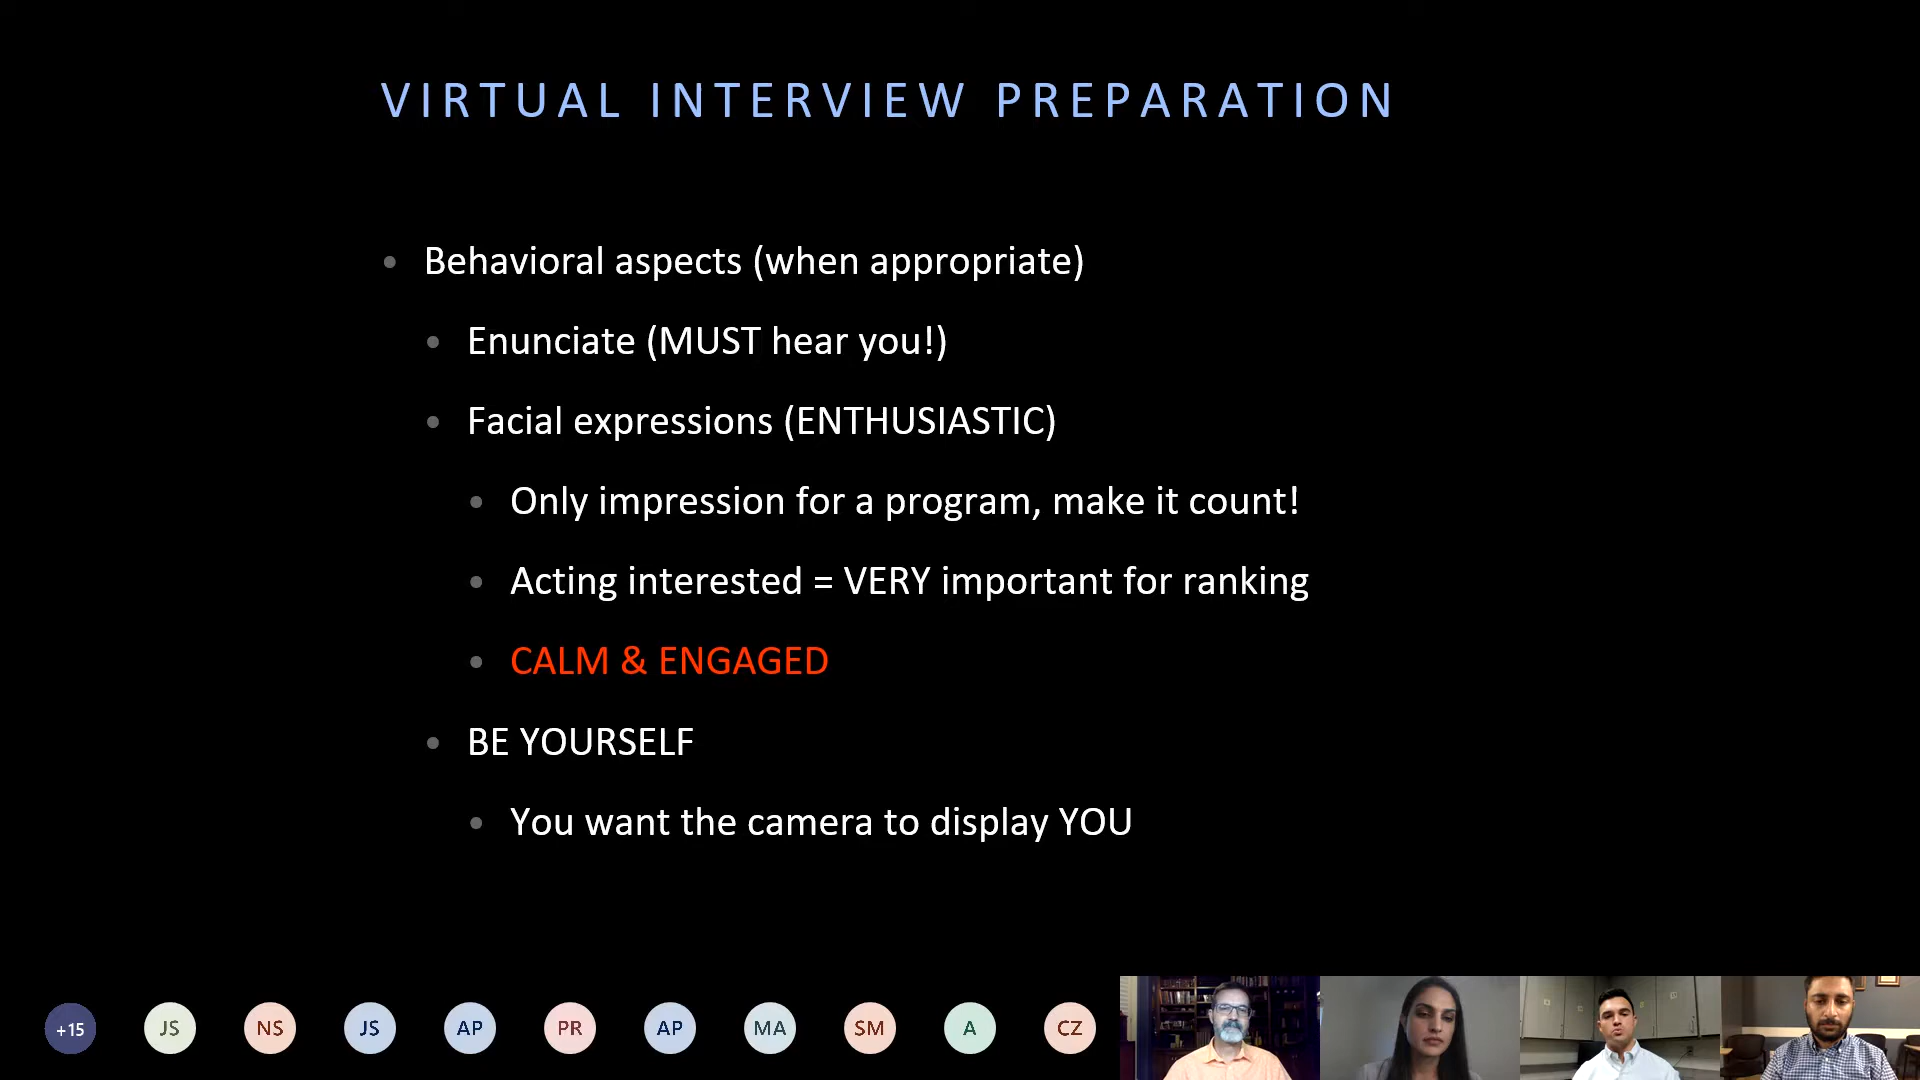 VIRTUAL INTERVIEW PREPARATION
Behavioral aspects (when appropriate)
Enunciate (MUST hear you!)
Facial expressions (ENTHUSIASTIC)
Only impression for a program, make it count!
Acting interested = VERY important for ranking
CALM & ENGAGED
BE YOURSELF
You want the camera to display YOU
+15 JS NS JS AP PR AP MA SM A CZ